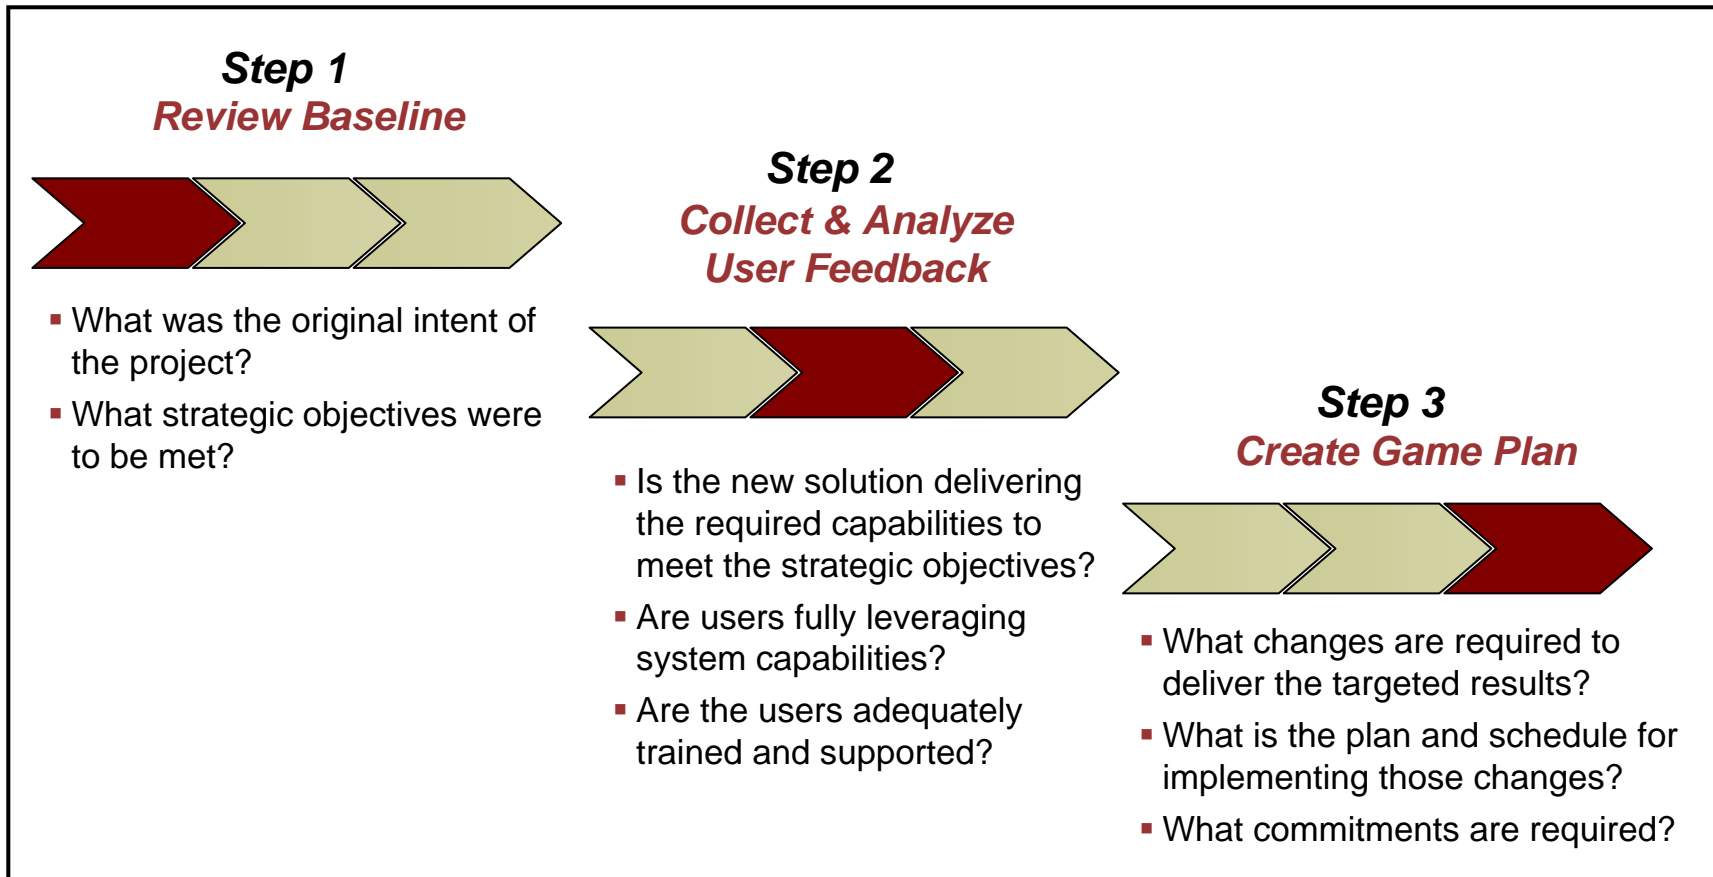 Step 1
Review Baseline
▪ What was the original intent of
the project?
▪ What strategic objectives were
to be met?
Step 2
Collect & Analyze
User Feedback
▪ Is the new solution delivering
the required capabilities to
meet the strategic objectives?
▪ Are users fully leveraging
system capabilities?
▪ Are the users adequately
trained and supported?
Step 3
Create Game Plan
▪ What changes are required to
deliver the targeted results?
▪ What is the plan and schedule for
implementing those changes?
▪ What commitments are required?